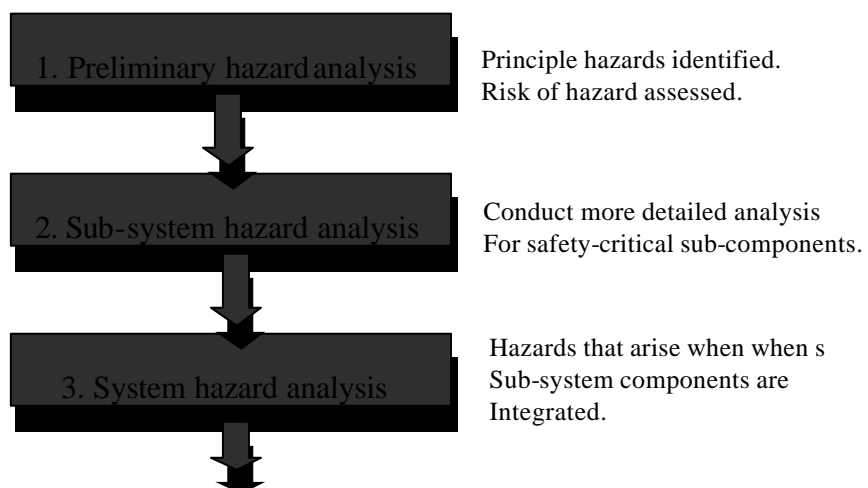 1. Preliminary hazard analysis
Principle hazards identified.
Risk of hazard assessed.
2. Sub-system hazard analysis
Conduct more detailed analysis
For safety-critical sub-components.
3. System hazard analysis
Hazards that arise when when s
Sub-system components are
Integrated.